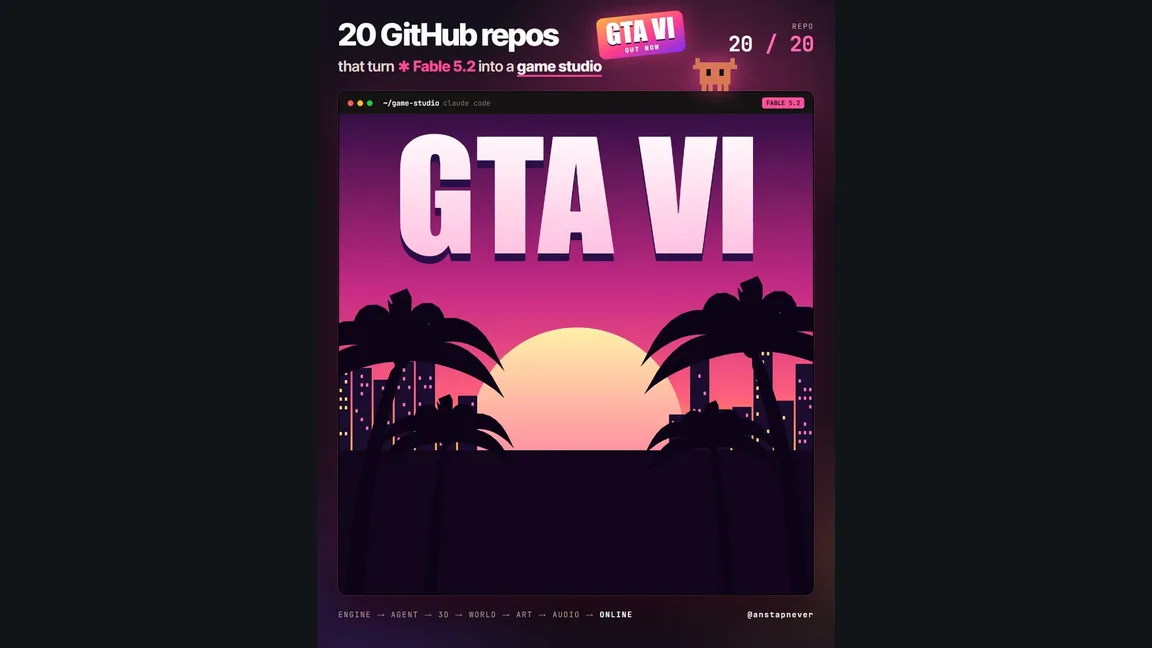 20 GitHub repos
that turn ✱ Fable 5.2 into a game studio
GTA VI
OUT NOW
REPO
20 / 20
~/game-studio claude code
FABLE 5.2
GTA VI
ENGINE → AGENT → 3D → WORLD → ART → AUDIO → ONLINE
@anstapnever